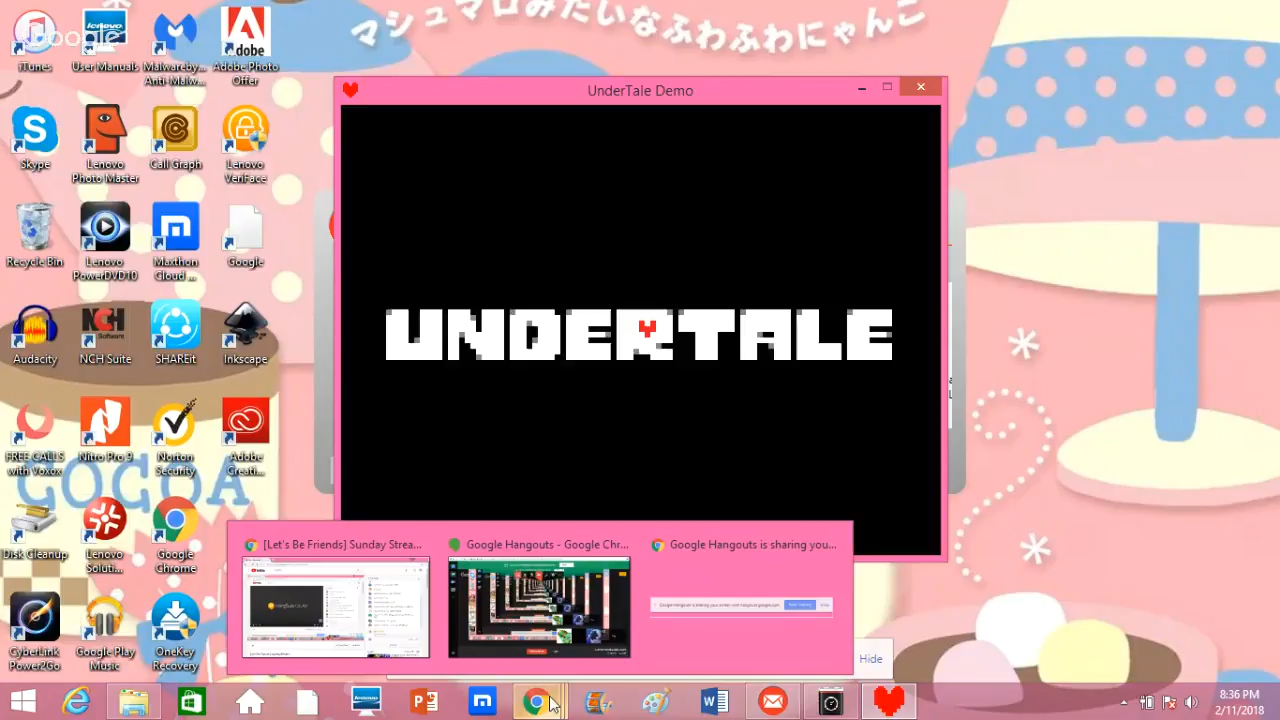 マシュマロみたいなふわふわにゃんこ
Google
iTunes
User Manuals
Malwareby...
Anti-Malw...
Adobe Photo
Offer
UnderTale Demo
Skype
Lenovo
Photo Master
Call Graph
Lenovo
VeriFace
Recycle Bin
Lenovo
PowerDVD10
Maxthon
Cloud ...
Google
UNDERTALE
Audacity
NCH Suite
SHAREit
Inkscape
FREE CALLS
with Voxox
Nitro Pro 9
Norton
Security
Adobe
Creati...
COCOA
Disk Cleanup
Lenovo
Soluti...
Google
Chrome
[Let's Be Friends] Sunday Strea...
Google Hangouts - Google Chr...
Google Hangouts is sharing you...
CyberLink
Power2Go
Google Play
Music
OneKey
Recovery
Hide
8:36 PM
2/11/2018